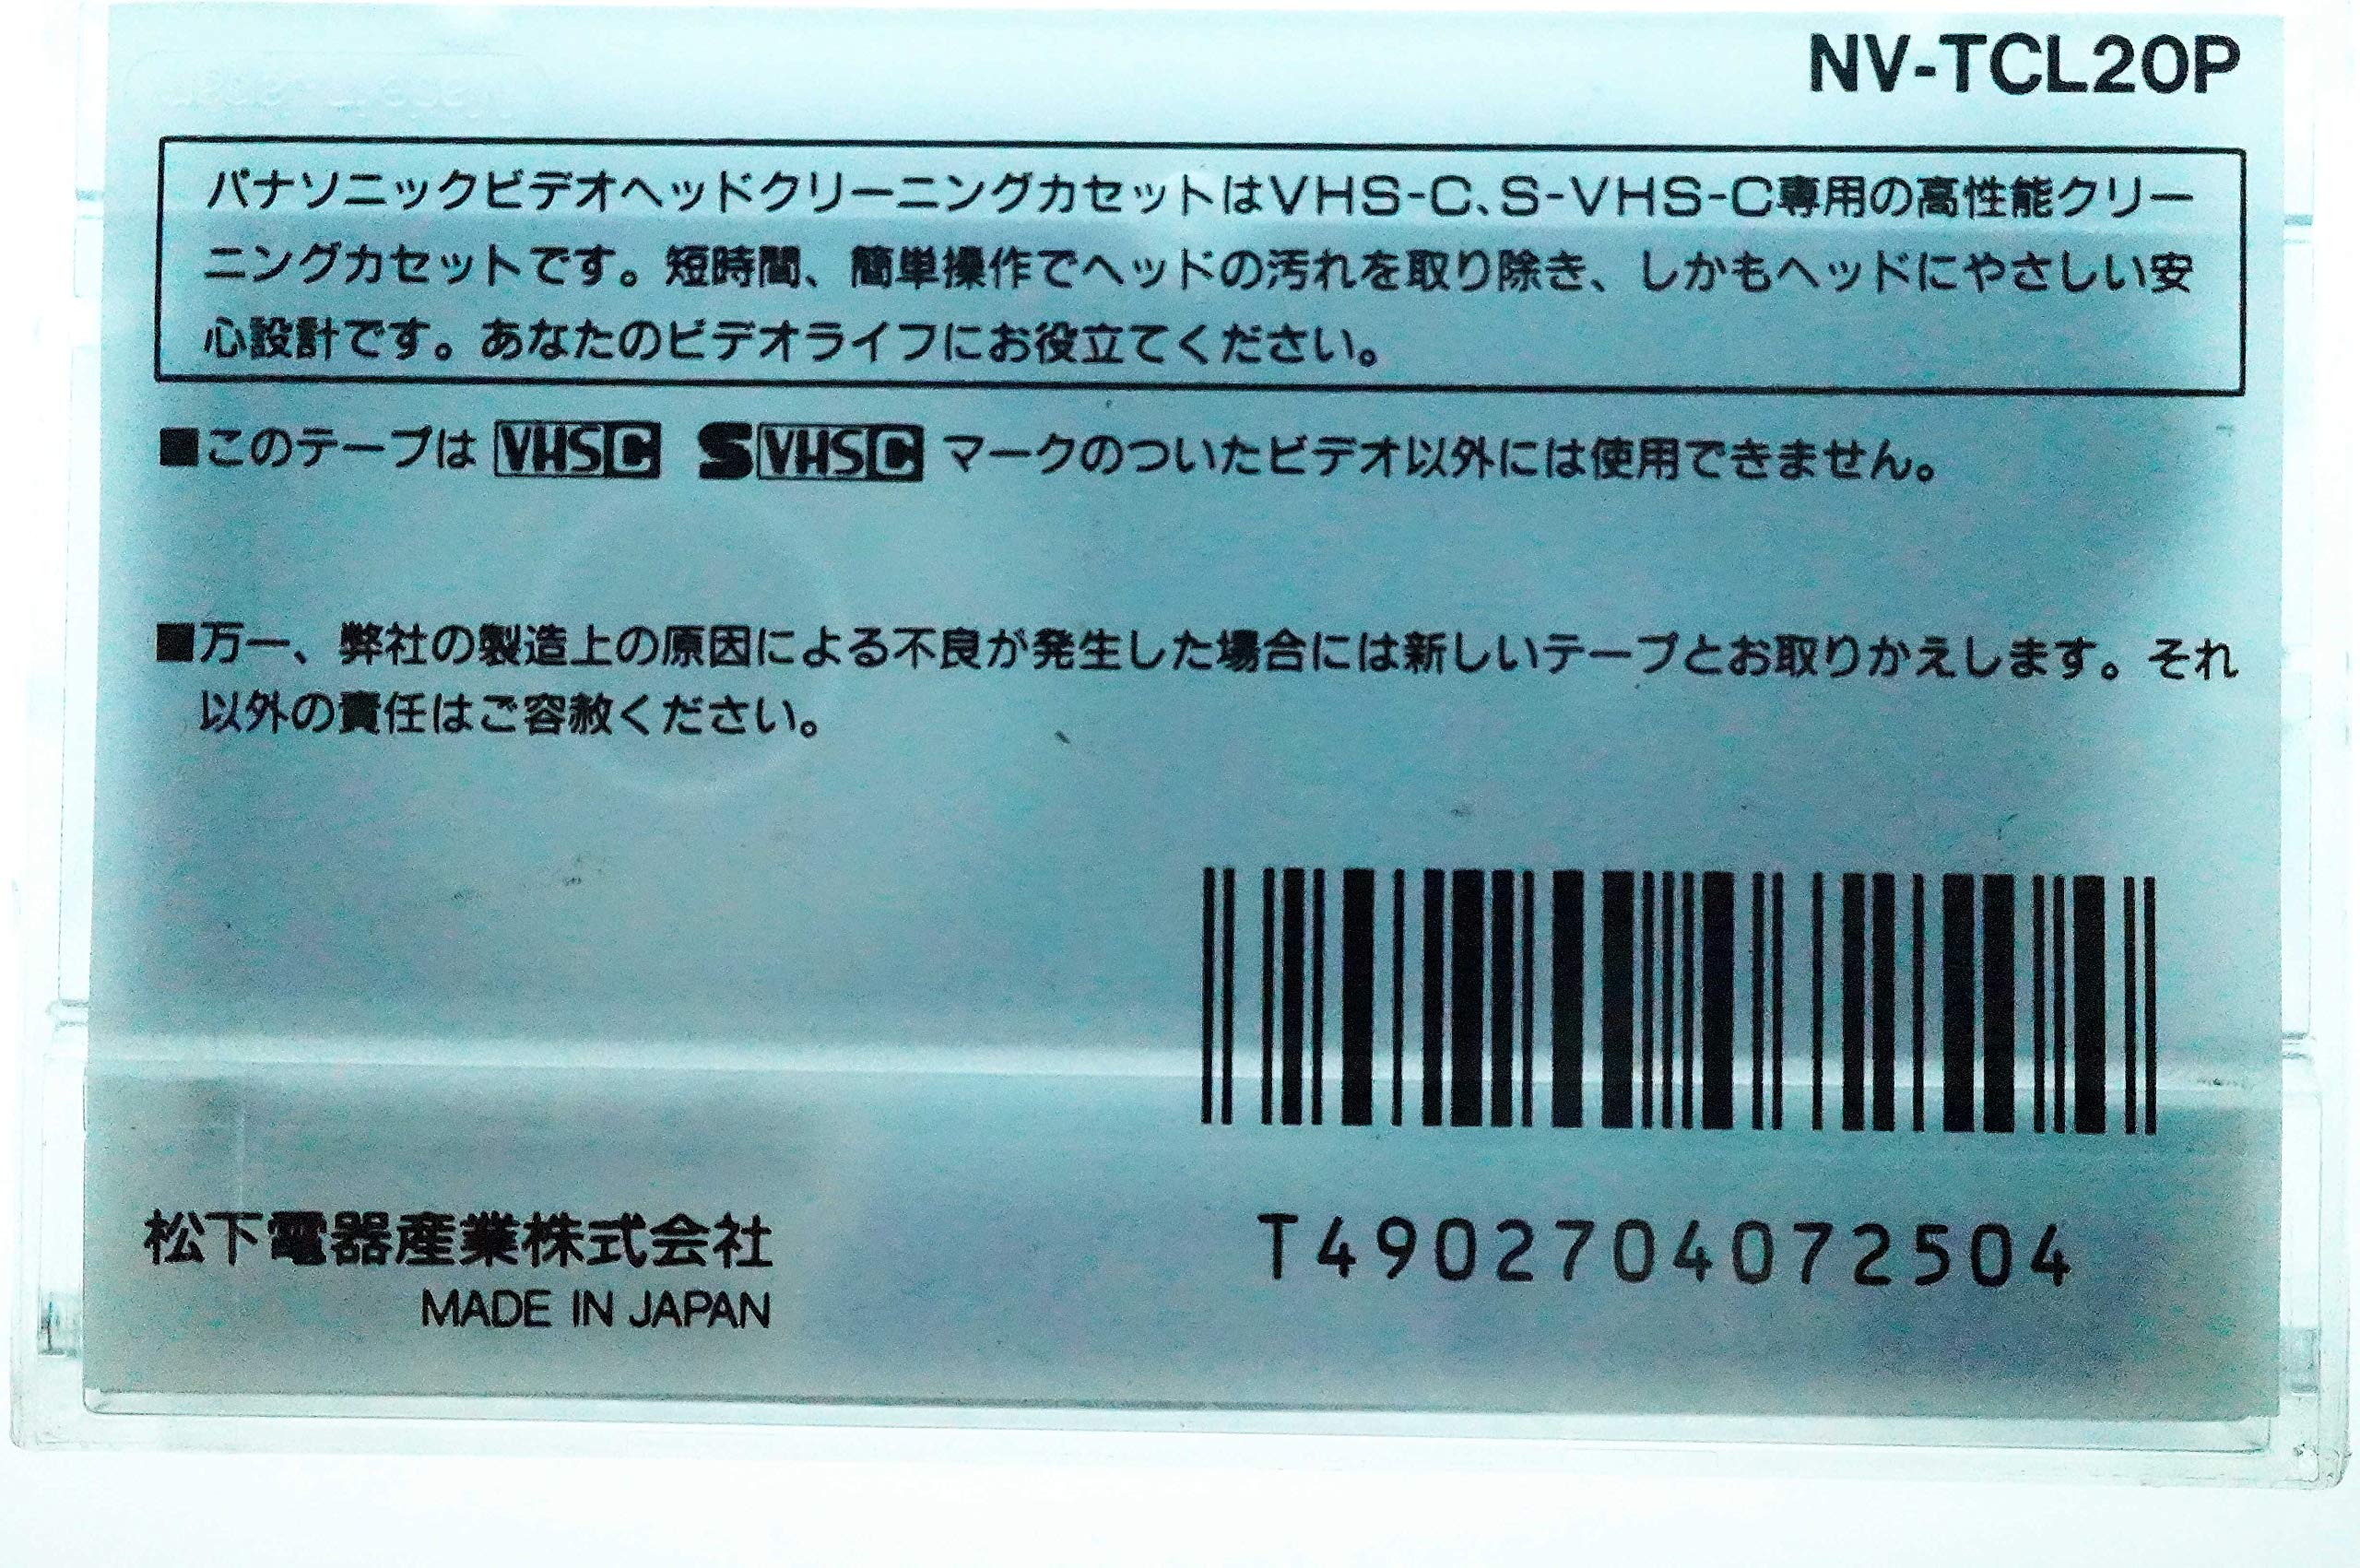 NV-TCL20P
パナソニックビデオヘッドクリーニングカセットはVHS-C、S-VHS-C専用の高性能クリー
ニングカセットです。短時間、簡単操作でヘッドの汚れを取り除き、しかもヘッドにやさしい安
心設計です。あなたのビデオライフにお役立てください。
■このテープは VHSC SVHSC マークのついたビデオ以外には使用できません。
■万一、弊社の製造上の原因による不良が発生した場合には新しいテープとお取りかえします。それ
以外の責任はご容赦ください。
松下電器産業株式会社
MADE IN JAPAN
T4902704072504